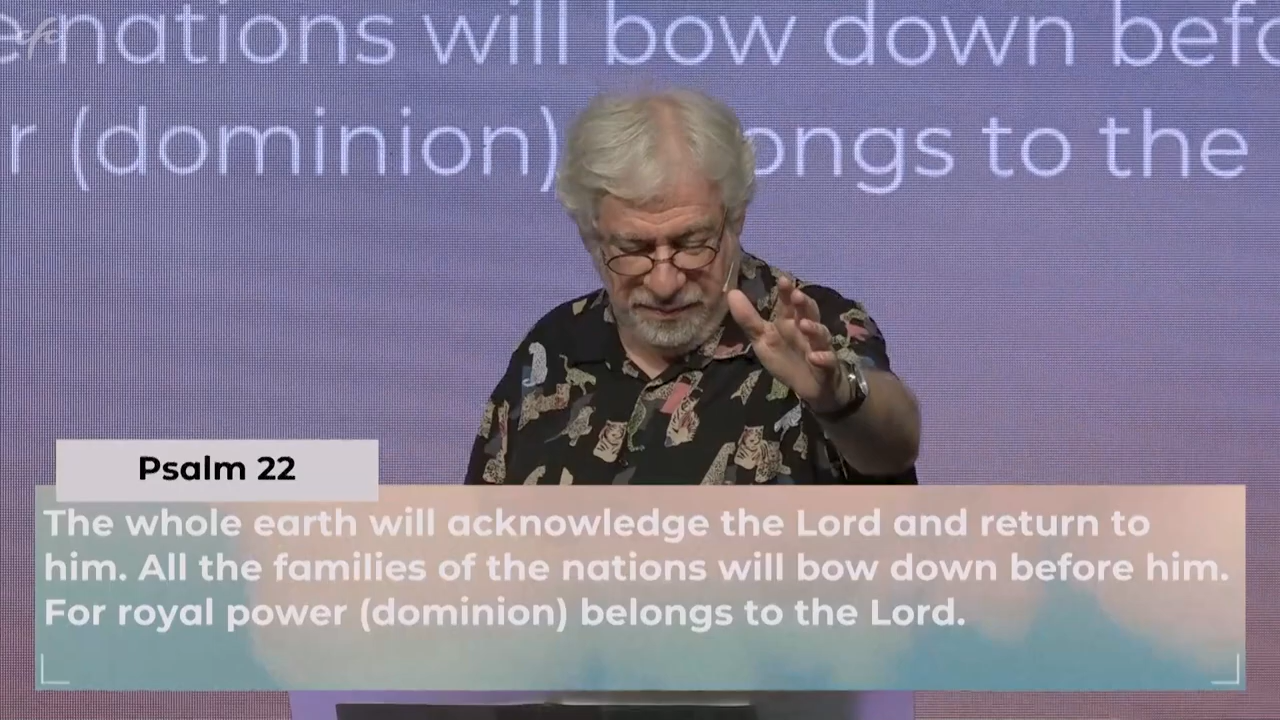 cfc
nations will bow down befo
r (dominion) ongs to the
Psalm 22
The whole earth will acknowledge the Lord and return to
him. All the families of the nations will bow down before him.
For royal power (dominion) belongs to the Lord.